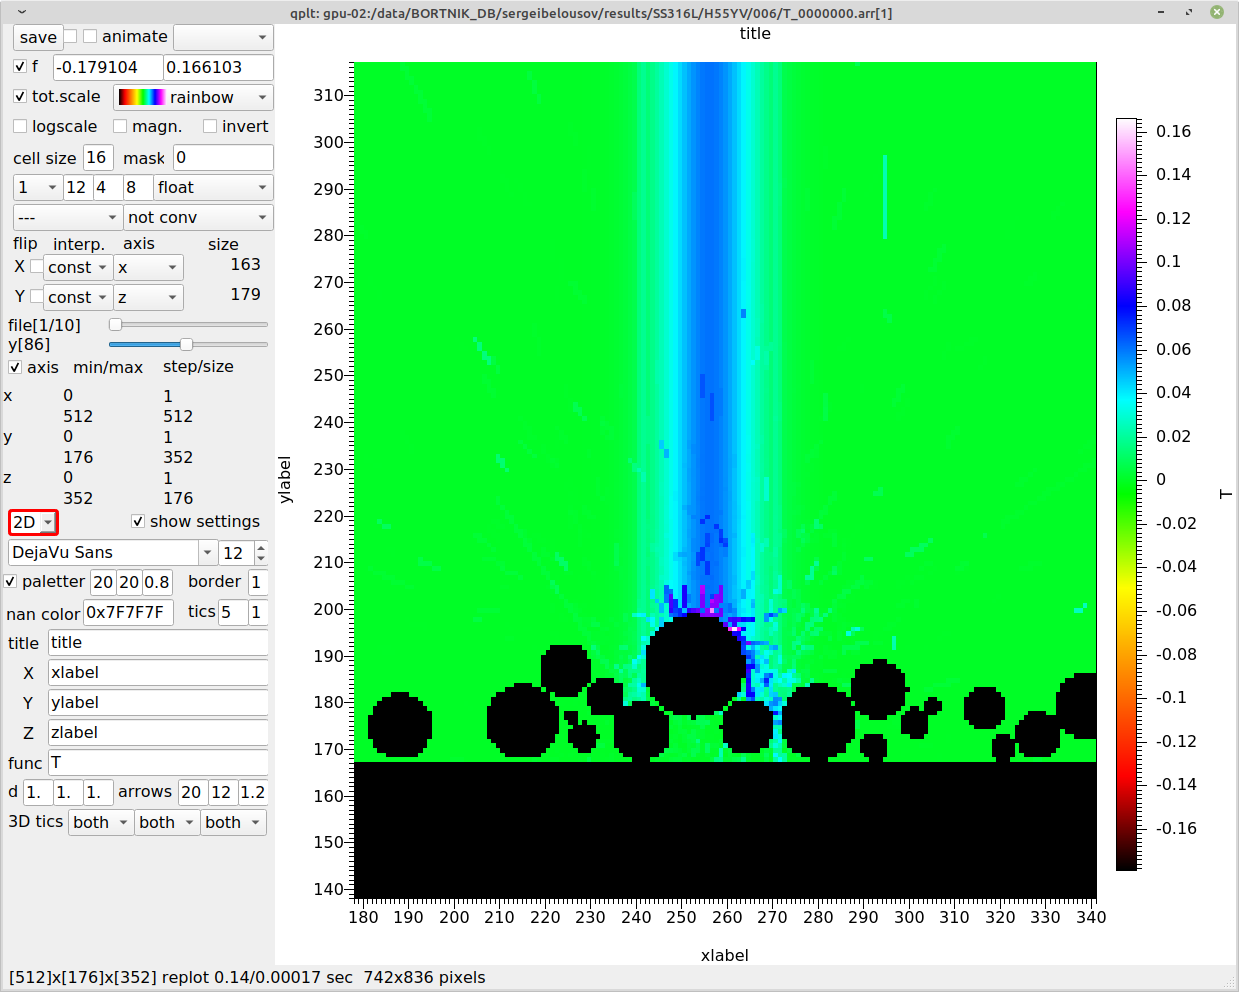 qplt: gpu-02:/data/BORTNIK_DB/sergeibelousov/results/SS316L/H55YV/006/T_0000000.arr[1]
save animate
f -0.179104 0.166103
tot.scale rainbow
logscale magn. invert
cell size 16 mask 0
1 12 4 8 float
--- not conv
flip interp. axis size
X const x 163
Y const z 179
file[1/10]
y[86]
axis min/max step/size
x 0 1
512 512
y 0 1
176 352
z 0 1
352 176
2D show settings
DejaVu Sans 12
paletter 20 20 0.8 border 1
nan color 0x7F7F7F tics 5 1
title title
X xlabel
Y ylabel
Z zlabel
func T
d 1. 1. 1. arrows 20 12 1.2
3D tics both both both
title
ylabel
310
300
290
280
270
260
250
240
230
220
210
200
190
180
170
160
150
140
180 190 200 210 220 230 240 250 260 270 280 290 300 310 320 330 340
xlabel
0.16
0.14
0.12
0.1
0.08
0.06
0.04
0.02
0
-0.02
-0.04
-0.06
-0.08
-0.1
-0.12
-0.14
-0.16
T
[512]x[176]x[352] replot 0.14/0.00017 sec 742x836 pixels